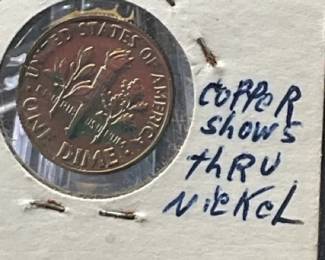 UNITED STATES OF AMERICA
ONE DIME
COPPER
Shows
thRU
NicKeL